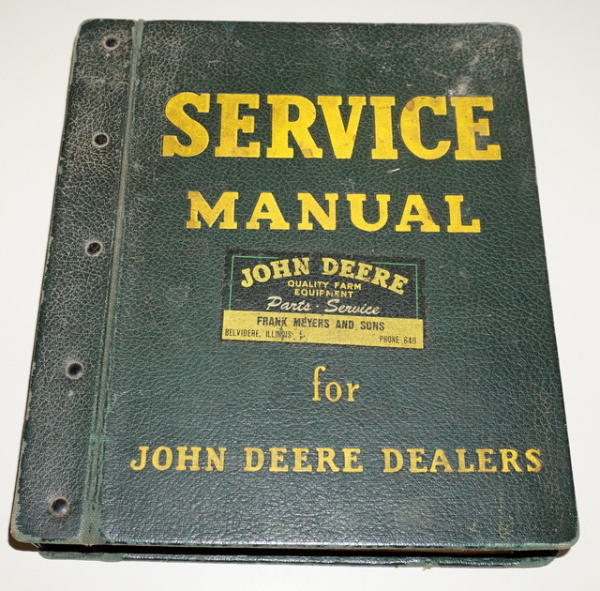 SERVICE
MANUAL
JOHN DEERE
QUALITY FARM
EQUIPMENT
Parts · Service
FRANK MEYERS AND SONS
BELVIDERE, ILLINOIS PHONE 640
for
JOHN DEERE DEALERS